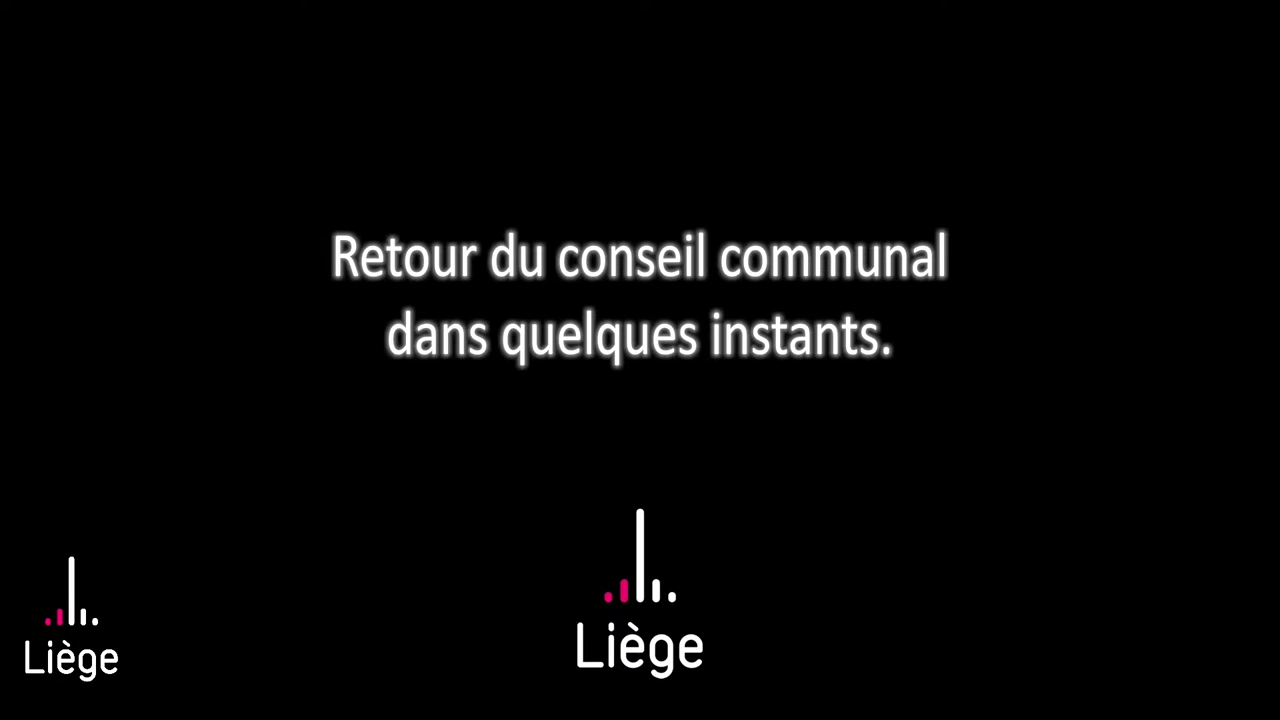 Retour du conseil communal
dans quelques instants.
Liège
Liège